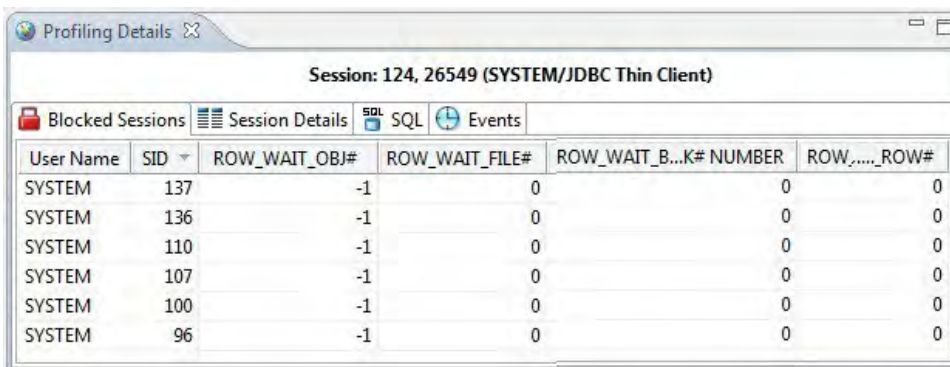 Profiling Details
Session: 124, 26549 (SYSTEM/JDBC Thin Client)
Blocked Sessions Session Details SQL SQL Events
User Name SID ROW_WAIT_OBJ# ROW_WAIT_FILE# ROW_WAIT_B...K# NUMBER ROW,....,_ROW#
SYSTEM 137 -1 0 0 0
SYSTEM 136 -1 0 0 0
SYSTEM 110 -1 0 0 0
SYSTEM 107 -1 0 0 0
SYSTEM 100 -1 0 0 0
SYSTEM 96 -1 0 0 0